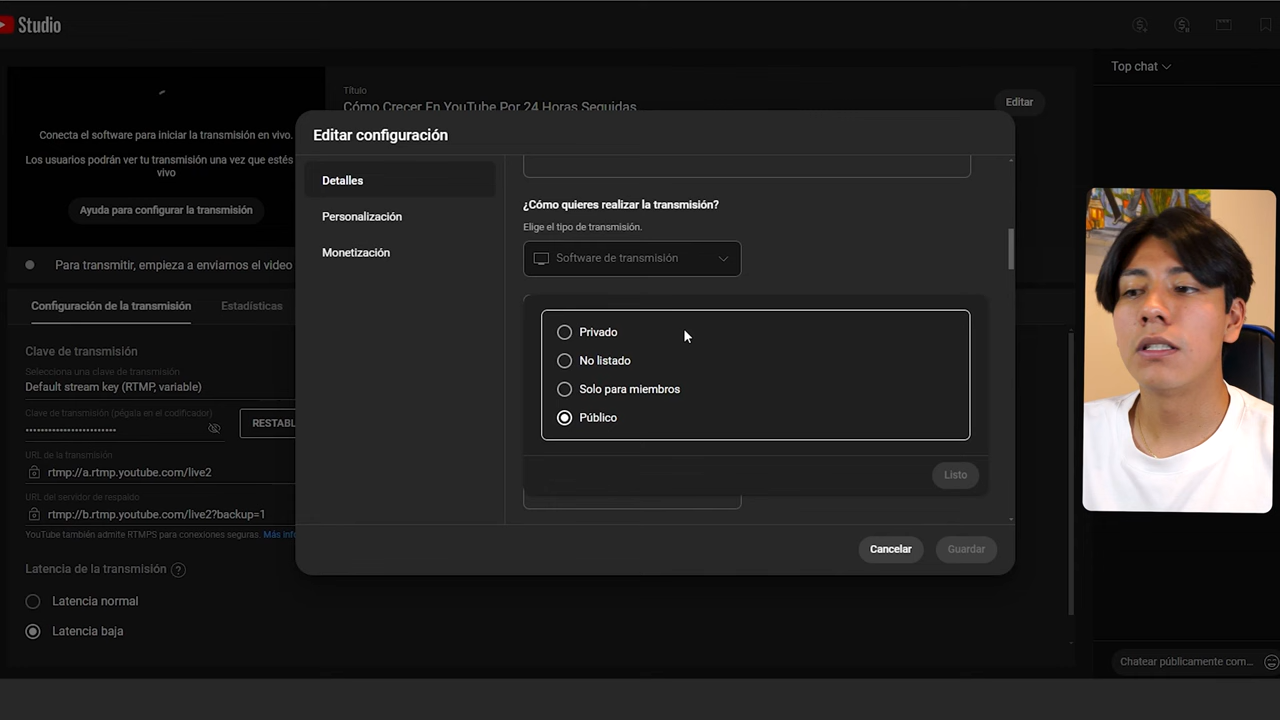 Studio
Top chat
Título
Cómo Crecer En YouTube Por 24 Horas Seguidas
Editar
Conecta el software para iniciar la transmisión en vivo.
Los usuarios podrán ver tu transmisión una vez que estés
vivo
Ayuda para configurar la transmisión
Para transmitir, empieza a enviarnos el video
Configuración de la transmisión
Estadísticas
Clave de transmisión
Selecciona una clave de transmisión
Default stream key (RTMP, variable)
Clave de transmisión (pégala en el codificador)
••••••••••••••••••••••••
RESTABL
URL de la transmisión
rtmp://a.rtmp.youtube.com/live2
URL del servidor de respaldo
rtmp://b.rtmp.youtube.com/live2?backup=1
YouTube también admite RTMPS para conexiones seguras. Más info
Latencia de la transmisión
Latencia normal
Latencia baja
Editar configuración
Detalles
Personalización
Monetización
¿Cómo quieres realizar la transmisión?
Elige el tipo de transmisión.
Software de transmisión
Privado
No listado
Solo para miembros
Público
Listo
Cancelar
Guardar
Chatear públicamente com...